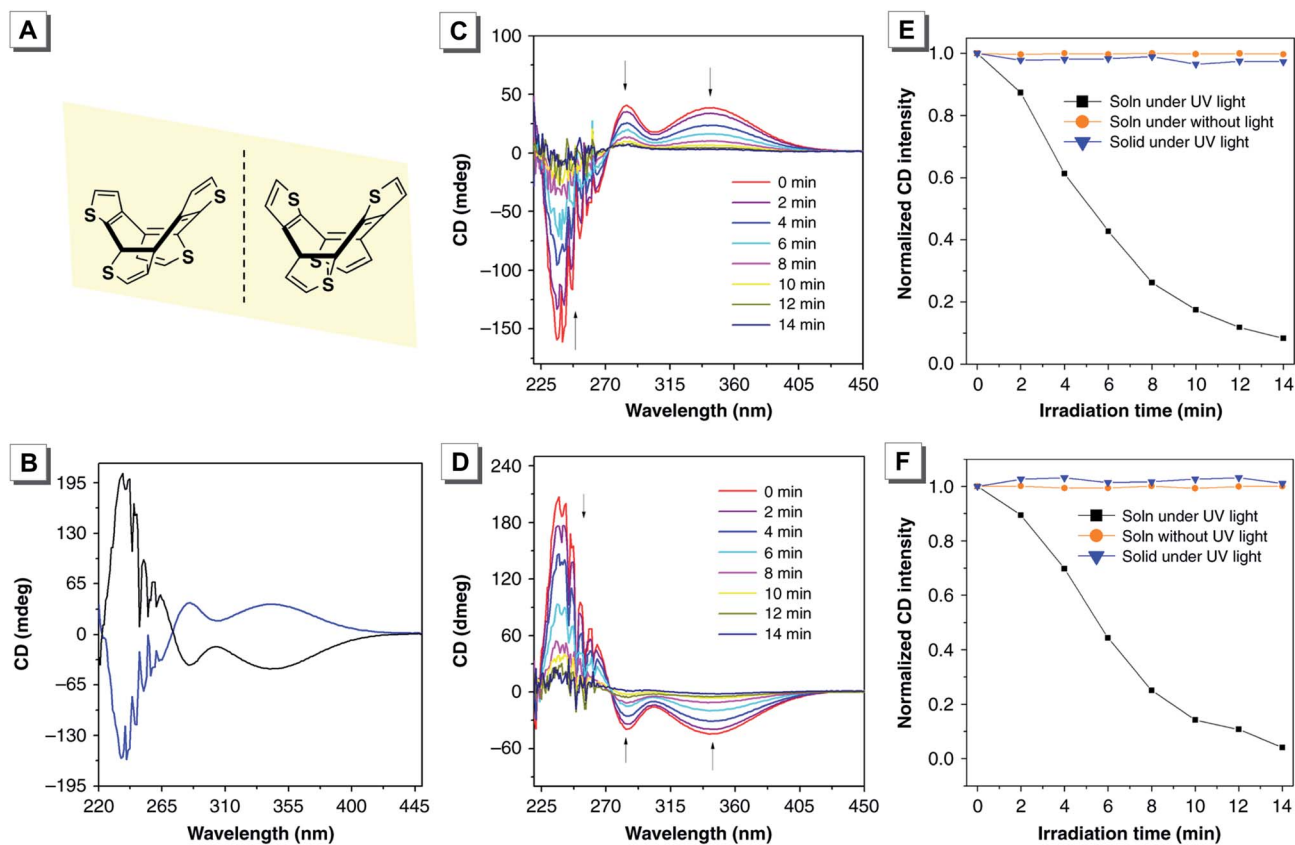 A
S
S
S
S
S
S
S
S
B
CD (mdeg)
195
130
65
0
−65
−130
−195
220
265
310
355
400
445
Wavelength (nm)
C
CD (mdeg)
100
50
0
−50
−100
−150
0 min
2 min
4 min
6 min
8 min
10 min
12 min
14 min
225
270
315
360
405
450
Wavelength (nm)
D
CD (dmeg)
240
180
120
60
0
−60
0 min
2 min
4 min
6 min
8 min
10 min
12 min
14 min
225
270
315
360
405
450
Wavelength (nm)
E
Normalized CD intensity
1.0
0.8
0.6
0.4
0.2
0.0
Soln under UV light
Soln under without light
Solid under UV light
0
2
4
6
8
10
12
14
Irradiation time (min)
F
Normalized CD intensity
1.0
0.8
0.6
0.4
0.2
0.0
Soln under UV light
Soln without UV light
Solid under UV light
0
2
4
6
8
10
12
14
Irradiation time (min)